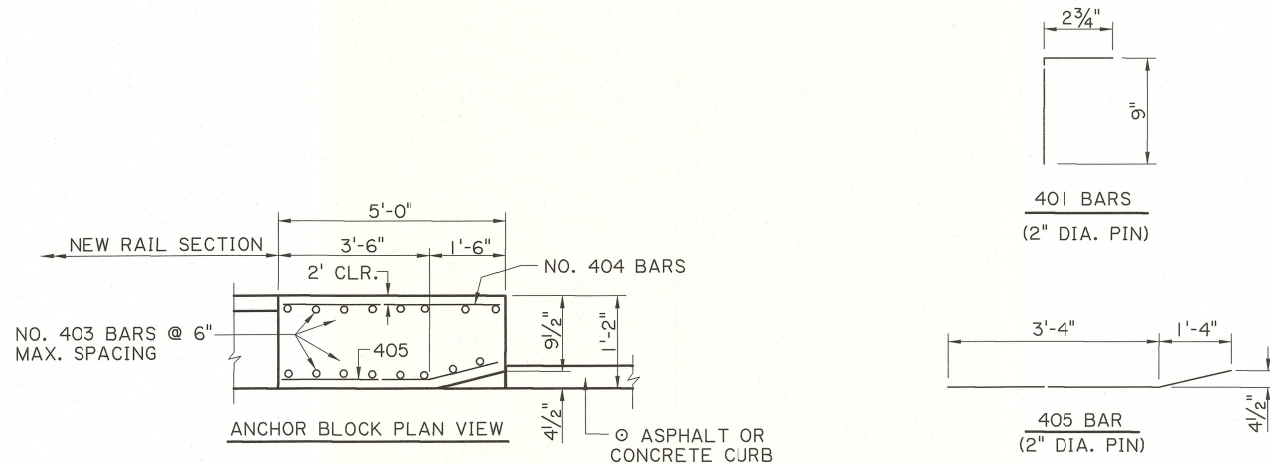 2¾"
9"
401 BARS
(2" DIA. PIN)
5'-0"
NEW RAIL SECTION
3'-6"
1'-6"
NO. 404 BARS
2' CLR.
9½"
1'-2"
NO. 403 BARS @ 6"
MAX. SPACING
405
4½"
ANCHOR BLOCK PLAN VIEW
⊙ ASPHALT OR
CONCRETE CURB
3'-4"
1'-4"
4½"
405 BAR
(2" DIA. PIN)